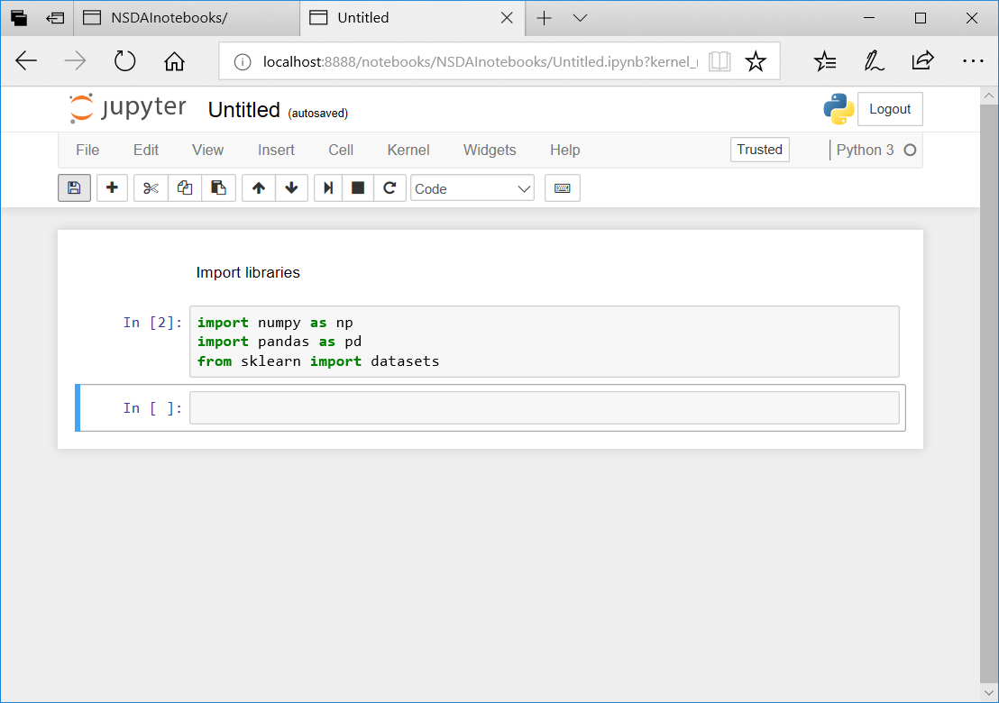 NSDAInotebooks/
Untitled
localhost:8888/notebooks/NSDAInotebooks/Untitled.ipynb?kernel_
jupyter Untitled (autosaved)
Logout
File Edit View Insert Cell Kernel Widgets Help
Trusted
Python 3
Code
Import libraries
In [2]:
import numpy as np
import pandas as pd
from sklearn import datasets
In [ ]: